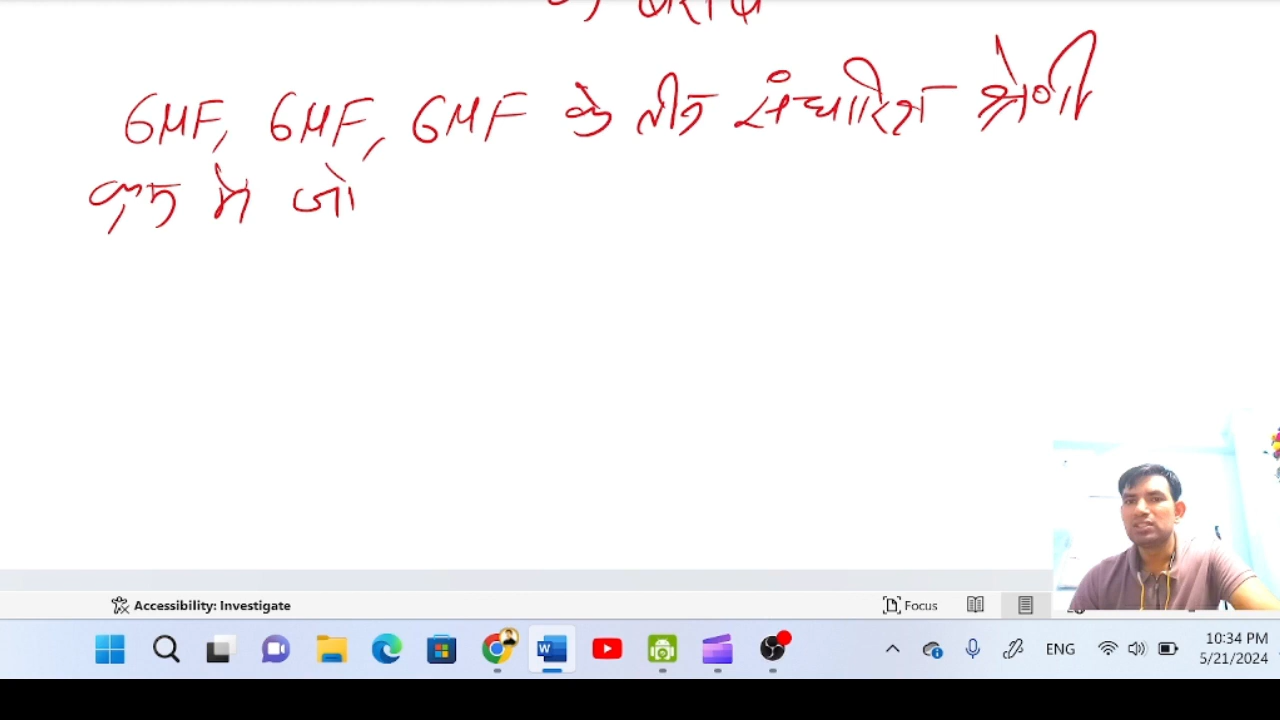 6MF, 6MF, 6MF के तीन संधारित्र श्रेणी
क्रम में जो
Accessibility: Investigate
Focus
ENG
10:34 PM
5/21/2024